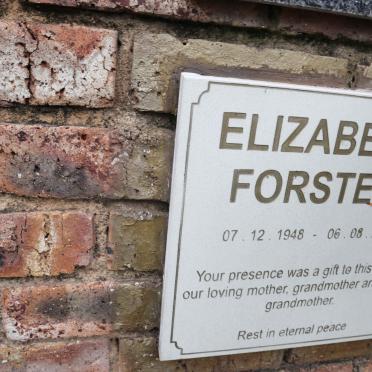 ELIZABE
FORSTE
07 . 12 . 1948 - 06 . 08 .
Your presence was a gift to this
our loving mother, grandmother an
grandmother.
Rest in eternal peace